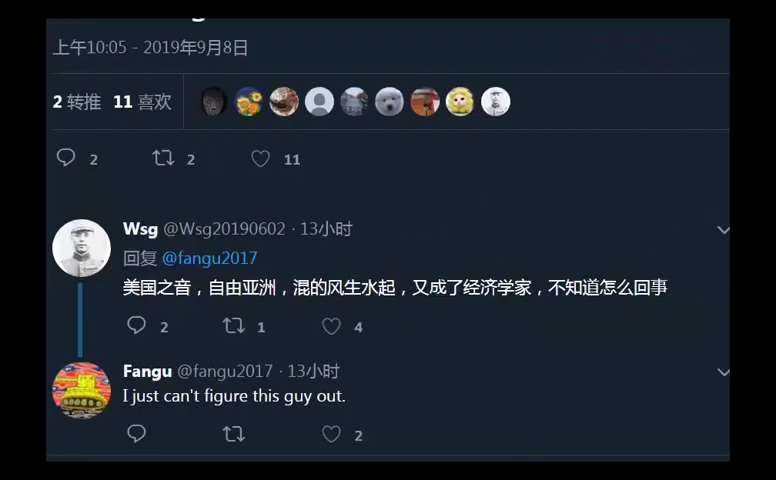 上午10:05 - 2019年9月8日
2 转推 11 喜欢
2 2 11
Wsg @Wsg20190602 · 13小时
回复 @fangu2017
美国之音，自由亚洲，混的风生水起，又成了经济学家，不知道怎么回事
2 1 4
Fangu @fangu2017 · 13小时
I just can't figure this guy out.
2